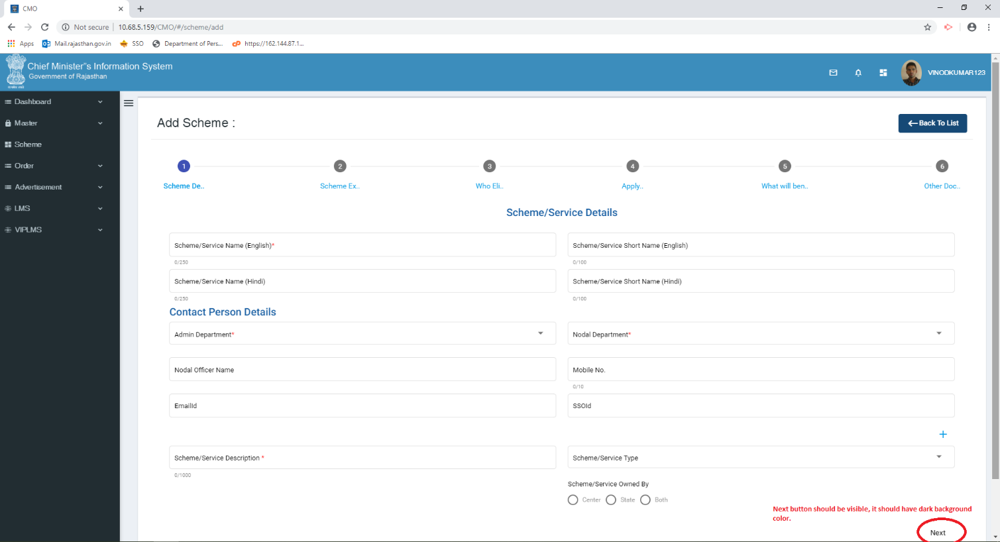 CMO
Not secure | 10.68.5.159/CMO/#/scheme/add
Apps Mail.rajasthan.gov.in SSO Department of Pers... https://162.144.87.1...
Chief Minister"s Information System
Government of Rajasthan
VINODKUMAR123
Dashboard
Master
Scheme
Order
Advertisement
LMS
VIPLMS
Add Scheme :
Back To List
1 2 3 4 5 6
Scheme De.. Scheme Ex.. Who Eli.. Apply.. What will ben.. Other Doc..
Scheme/Service Details
Scheme/Service Name (English)* Scheme/Service Short Name (English)
0/250 0/100
Scheme/Service Name (Hindi) Scheme/Service Short Name (Hindi)
0/250 0/100
Contact Person Details
Admin Department* Nodal Department*
Nodal Officer Name Mobile No.
0/10
EmailId SSOId
+
Scheme/Service Description * Scheme/Service Type
0/1000
Scheme/Service Owned By
Center State Both
Next button should be visible, it should have dark background
color.
Next